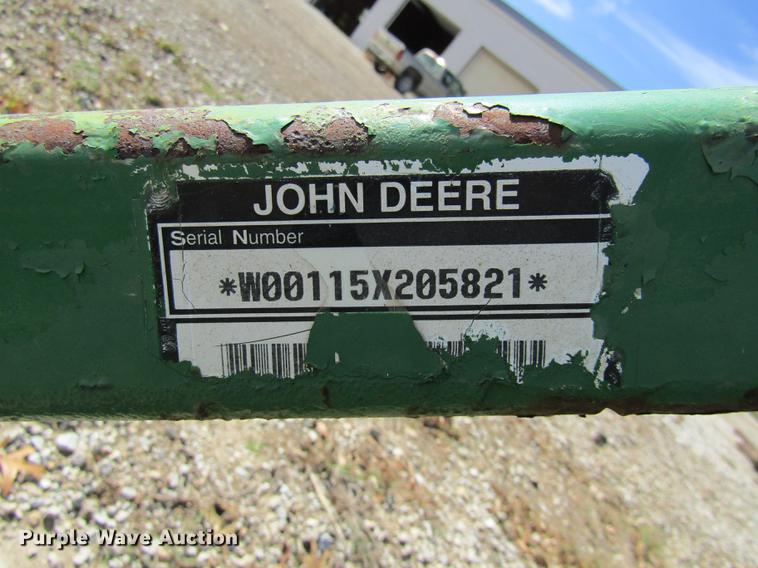 JOHN DEERE
Serial Number
*W00115X205821*
Purple Wave Auction